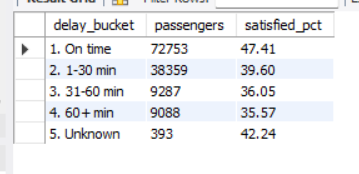 Result Grid Filter Rows:
delay_bucket passengers satisfied_pct
1. On time 72753 47.41
2. 1-30 min 38359 39.60
3. 31-60 min 9287 36.05
4. 60+ min 9088 35.57
5. Unknown 393 42.24